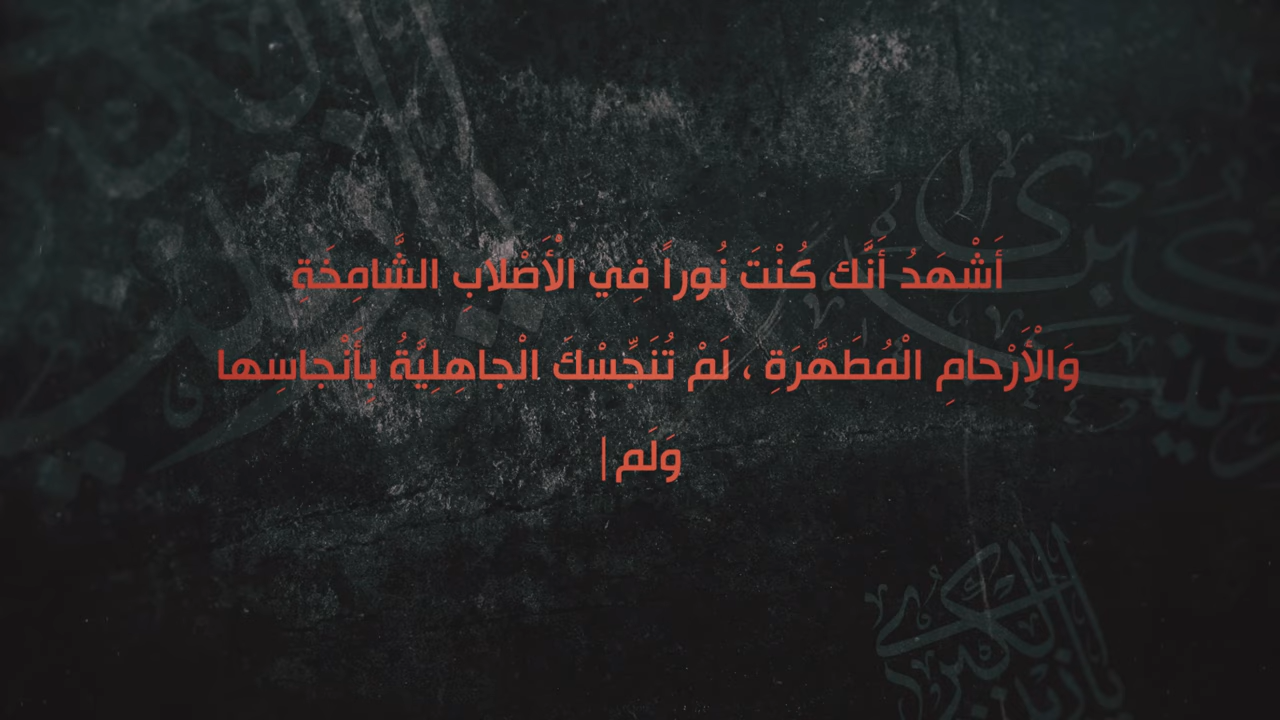 أَشْهَدُ أَنَّك كُنْتَ نُوراً فِي الْأَصْلابِ الشَّامِخَةِ
وَالْأَرْحامِ الْمُطَهَّرَةِ ، لَمْ تُنَجِّسْكَ الْجاهِلِيَّةُ بِأَنْجاسِها
وَلَم|